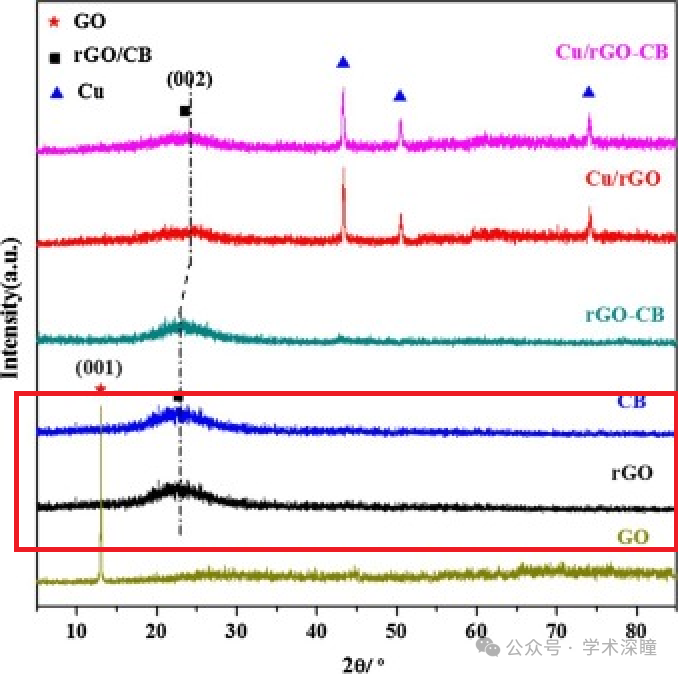 GO
rGO/CB
Cu
(002)
Cu/rGO-CB
Cu/rGO
rGO-CB
(001)
CB
rGO
GO
Intensity(a.u.)
10 20 30 40 50 60 70 80
2θ/ °
公众号 · 学术深瞳